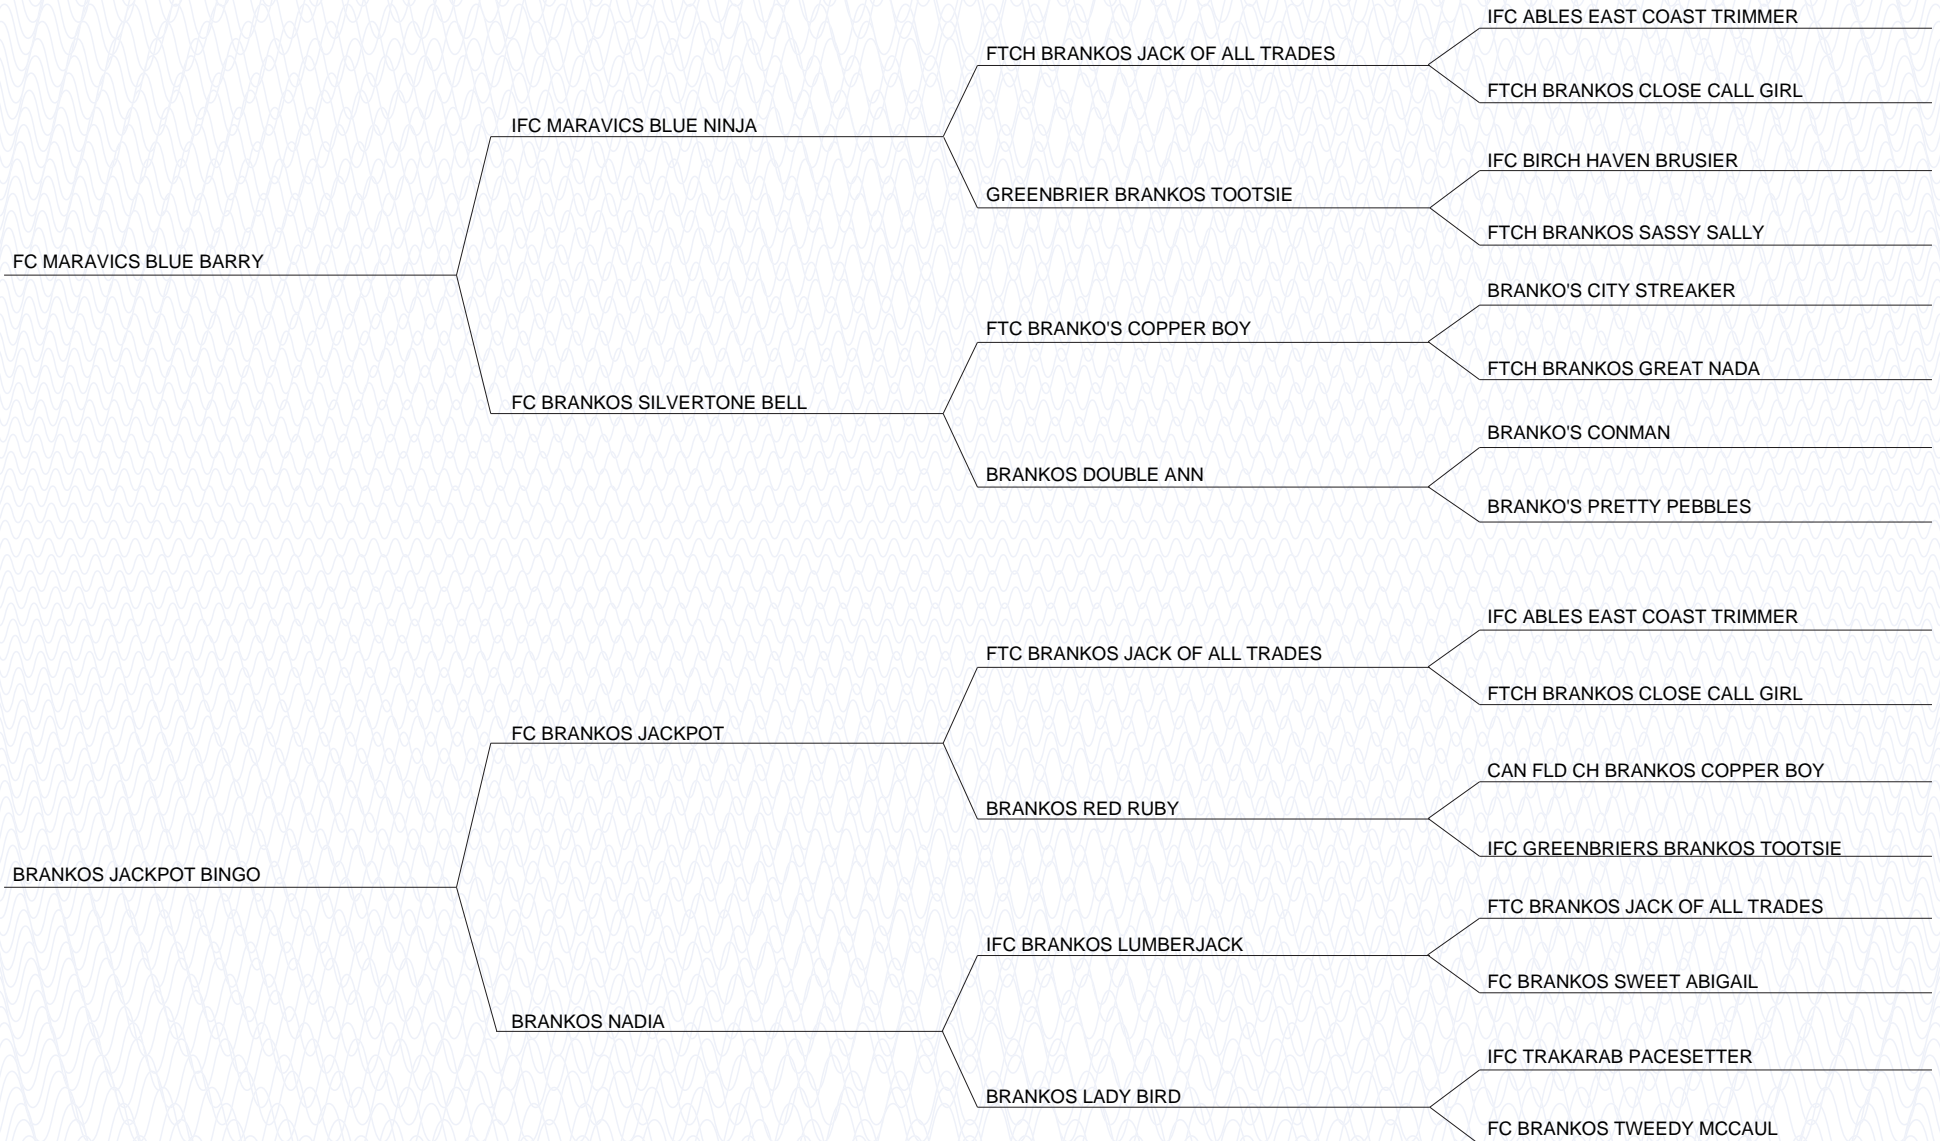 IFC ABLES EAST COAST TRIMMER
FTCH BRANKOS JACK OF ALL TRADES
FTCH BRANKOS CLOSE CALL GIRL
IFC MARAVICS BLUE NINJA
IFC BIRCH HAVEN BRUSIER
GREENBRIER BRANKOS TOOTSIE
FTCH BRANKOS SASSY SALLY
FC MARAVICS BLUE BARRY
BRANKO'S CITY STREAKER
FTC BRANKO'S COPPER BOY
FTCH BRANKOS GREAT NADA
FC BRANKOS SILVERTONE BELL
BRANKO'S CONMAN
BRANKOS DOUBLE ANN
BRANKO'S PRETTY PEBBLES
IFC ABLES EAST COAST TRIMMER
FTC BRANKOS JACK OF ALL TRADES
FTCH BRANKOS CLOSE CALL GIRL
FC BRANKOS JACKPOT
CAN FLD CH BRANKOS COPPER BOY
BRANKOS RED RUBY
IFC GREENBRIERS BRANKOS TOOTSIE
BRANKOS JACKPOT BINGO
FTC BRANKOS JACK OF ALL TRADES
IFC BRANKOS LUMBERJACK
FC BRANKOS SWEET ABIGAIL
BRANKOS NADIA
IFC TRAKARAB PACESETTER
BRANKOS LADY BIRD
FC BRANKOS TWEEDY MCCAUL